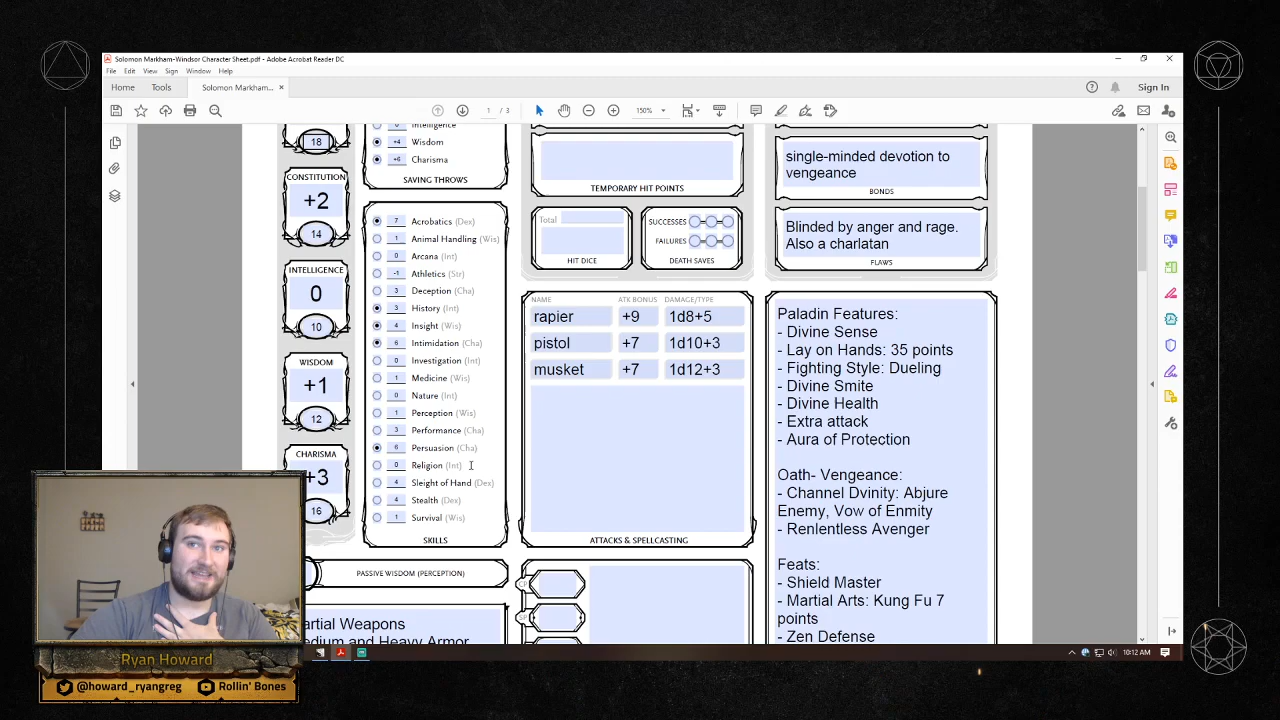 Solomon Markham-Windsor Character Sheet.pdf - Adobe Acrobat Reader DC
File Edit View Sign Window Help
Home Tools Solomon Markham... × Sign In
1 / 3 150%
18
CONSTITUTION
+2
14
INTELLIGENCE
0
10
WISDOM
+1
12
CHARISMA
+3
16
0 Intelligence
+4 Wisdom
+6 Charisma
SAVING THROWS
7 Acrobatics (Dex)
1 Animal Handling (Wis)
0 Arcana (Int)
-1 Athletics (Str)
3 Deception (Cha)
3 History (Int)
4 Insight (Wis)
6 Intimidation (Cha)
0 Investigation (Int)
1 Medicine (Wis)
0 Nature (Int)
1 Perception (Wis)
3 Performance (Cha)
6 Persuasion (Cha)
0 Religion (Int)
4 Sleight of Hand (Dex)
4 Stealth (Dex)
1 Survival (Wis)
SKILLS
PASSIVE WISDOM (PERCEPTION)
artial Weapons
edium and Heavy Armor
TEMPORARY HIT POINTS
Total
HIT DICE
SUCCESSES
FAILURES
DEATH SAVES
NAME ATK BONUS DAMAGE/TYPE
rapier +9 1d8+5
pistol +7 1d10+3
musket +7 1d12+3
ATTACKS & SPELLCASTING
CP
SP
single-minded devotion to
vengeance
BONDS
Blinded by anger and rage.
Also a charlatan
FLAWS
Paladin Features:
- Divine Sense
- Lay on Hands: 35 points
- Fighting Style: Dueling
- Divine Smite
- Divine Health
- Extra attack
- Aura of Protection
Oath- Vengeance:
- Channel Dvinity: Abjure
Enemy, Vow of Enmity
- Renlentless Avenger
Feats:
- Shield Master
- Martial Arts: Kung Fu 7
points
- Zen Defense
10:12 AM
Ryan Howard
@howard_ryangreg Rollin' Bones